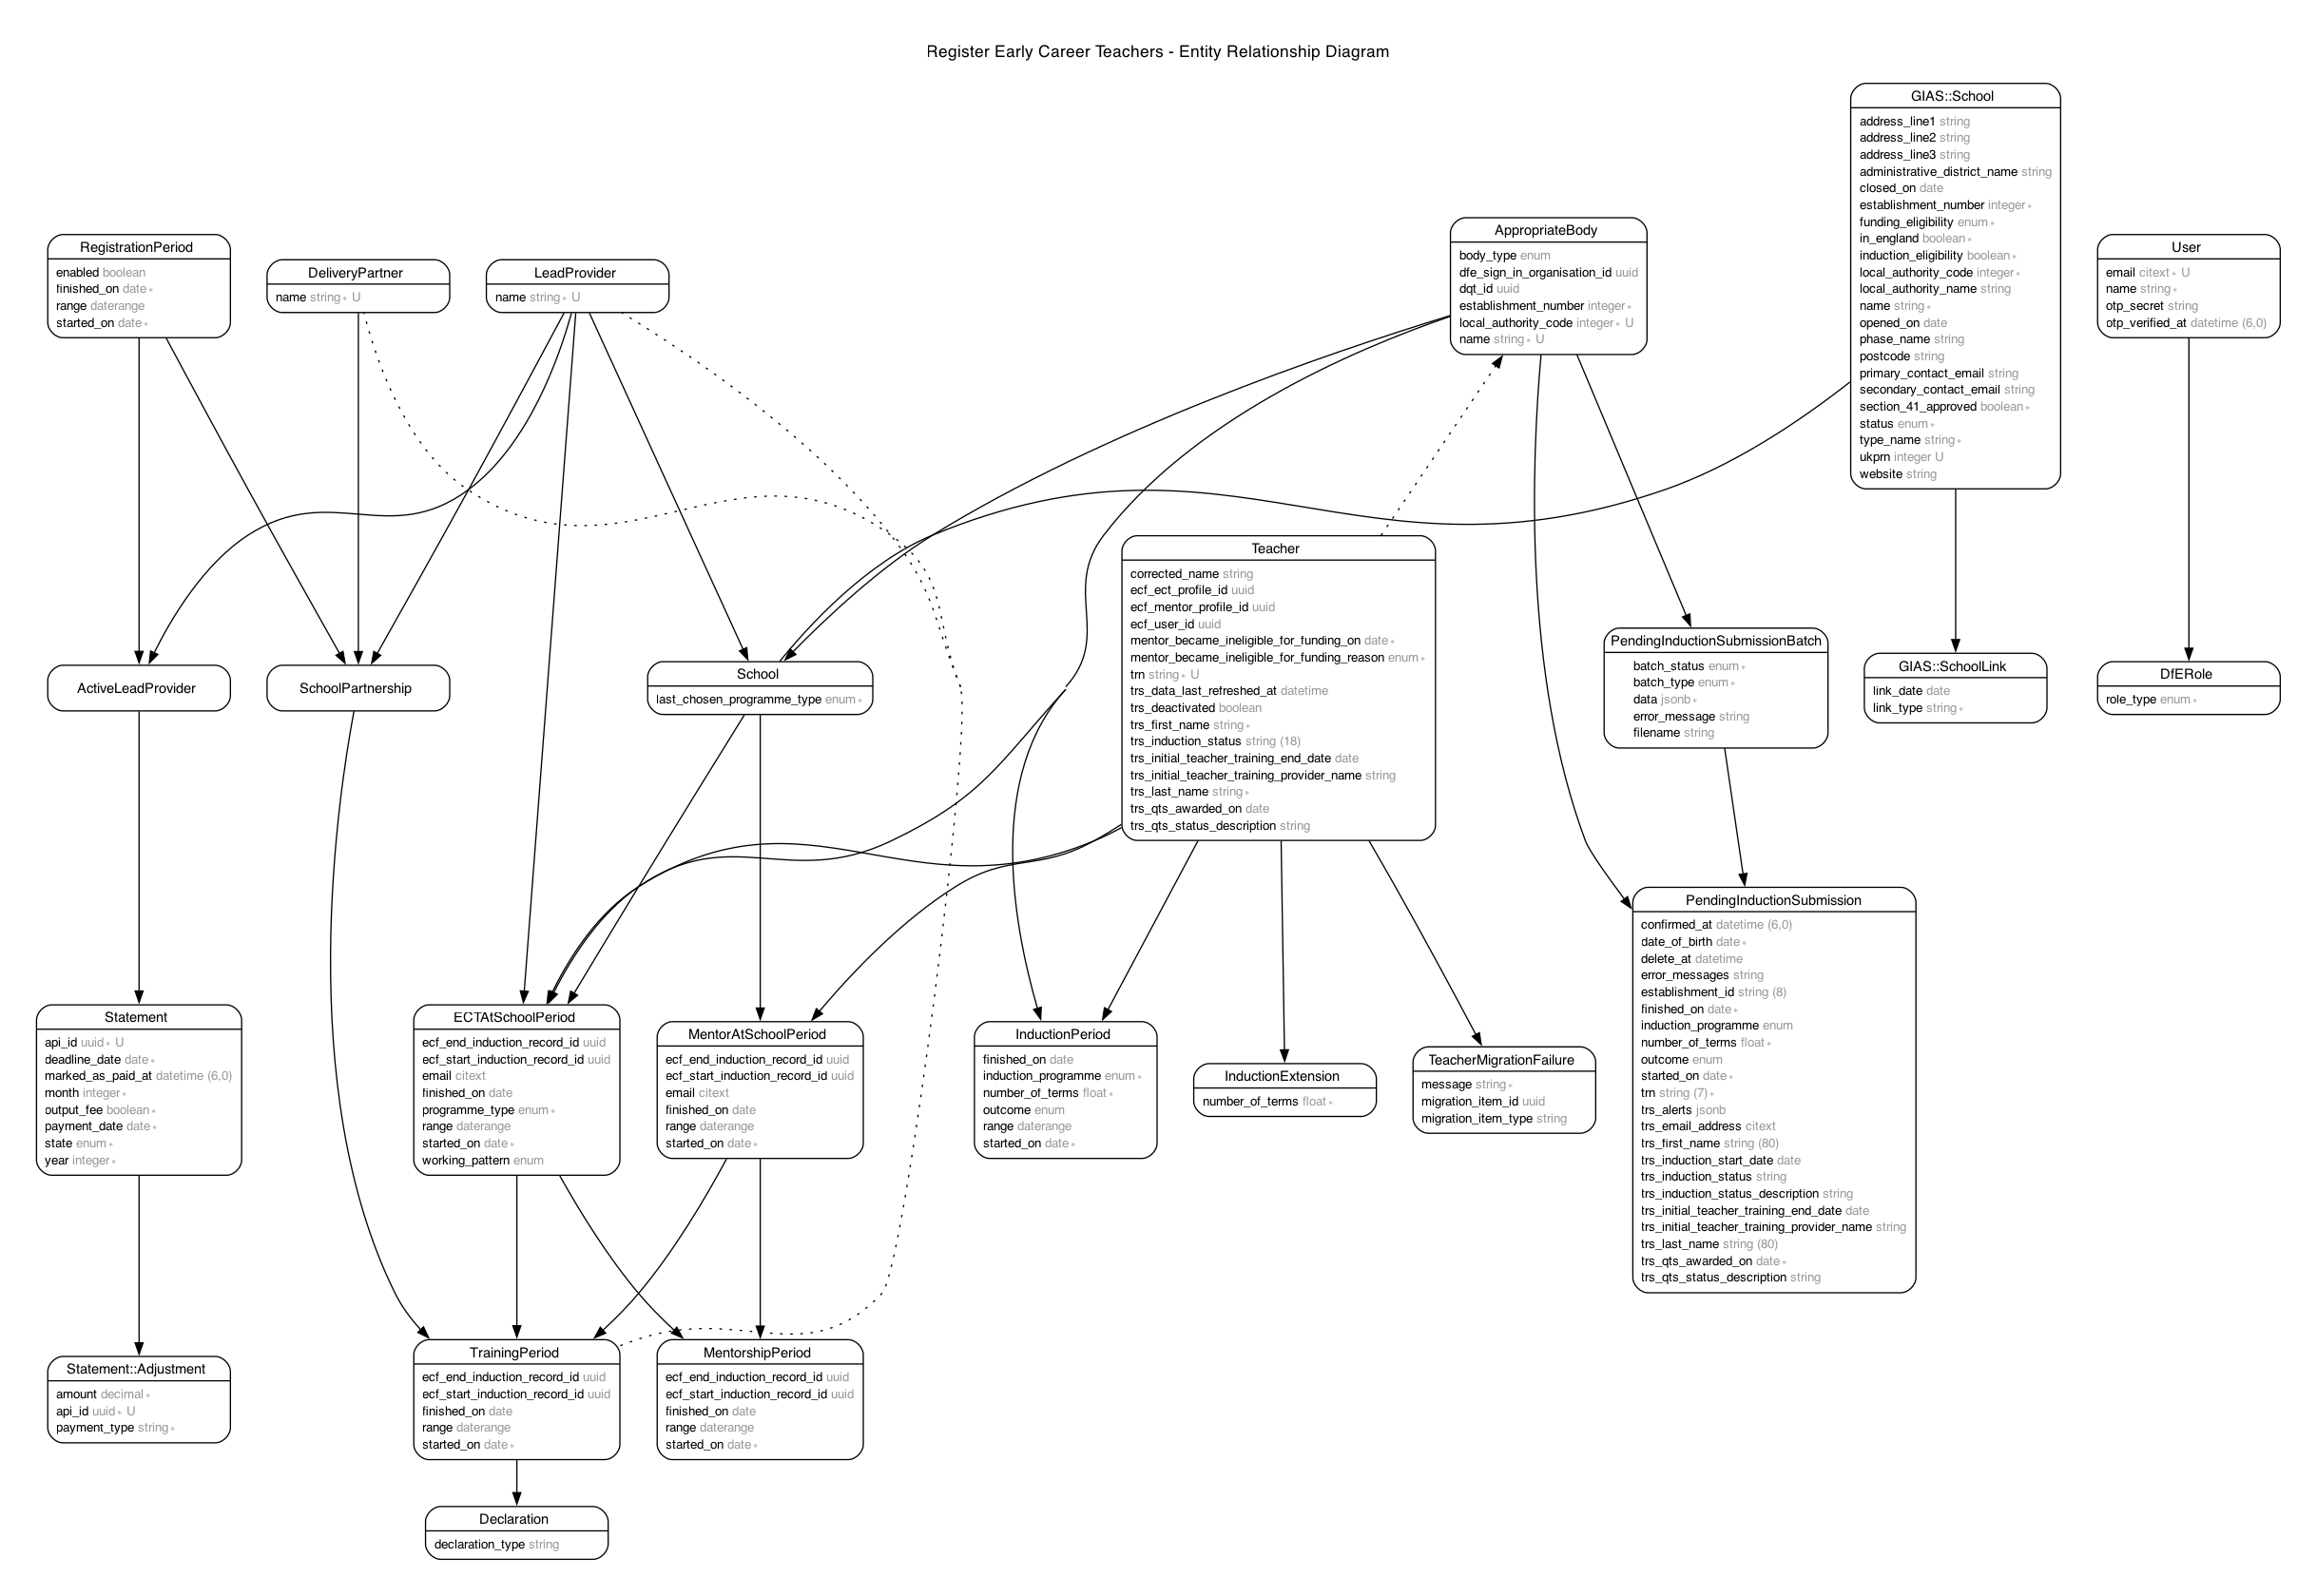 Register Early Career Teachers - Entity Relationship Diagram
GIAS::School
address_line1 string
address_line2 string
address_line3 string
administrative_district_name string
closed_on date
establishment_number integer∗
funding_eligibility enum∗
in_england boolean∗
induction_eligibility boolean∗
local_authority_code integer∗
local_authority_name string
name string∗
opened_on date
phase_name string
postcode string
primary_contact_email string
secondary_contact_email string
section_41_approved boolean∗
status enum∗
type_name string∗
ukprn integer U
website string
AppropriateBody
body_type enum
dfe_sign_in_organisation_id uuid
dqt_id uuid
establishment_number integer∗
local_authority_code integer∗ U
name string∗ U
RegistrationPeriod
enabled boolean
finished_on date∗
range daterange
started_on date∗
DeliveryPartner
name string∗ U
LeadProvider
name string∗ U
User
email citext∗ U
name string∗
otp_secret string
otp_verified_at datetime (6,0)
Teacher
corrected_name string
ecf_ect_profile_id uuid
ecf_mentor_profile_id uuid
ecf_user_id uuid
mentor_became_ineligible_for_funding_on date∗
mentor_became_ineligible_for_funding_reason enum∗
trn string∗ U
trs_data_last_refreshed_at datetime
trs_deactivated boolean
trs_first_name string∗
trs_induction_status string (18)
trs_initial_teacher_training_end_date date
trs_initial_teacher_training_provider_name string
trs_last_name string∗
trs_qts_awarded_on date
trs_qts_status_description string
ActiveLeadProvider
SchoolPartnership
School
last_chosen_programme_type enum∗
PendingInductionSubmissionBatch
batch_status enum∗
batch_type enum∗
data jsonb∗
error_message string
filename string
GIAS::SchoolLink
link_date date
link_type string∗
DfERole
role_type enum∗
PendingInductionSubmission
confirmed_at datetime (6,0)
date_of_birth date∗
delete_at datetime
error_messages string
establishment_id string (8)
finished_on date∗
induction_programme enum
number_of_terms float∗
outcome enum
started_on date∗
trn string (7)∗
trs_alerts jsonb
trs_email_address citext
trs_first_name string (80)
trs_induction_start_date date
trs_induction_status string
trs_induction_status_description string
trs_initial_teacher_training_end_date date
trs_initial_teacher_training_provider_name string
trs_last_name string (80)
trs_qts_awarded_on date∗
trs_qts_status_description string
Statement
api_id uuid∗ U
deadline_date date∗
marked_as_paid_at datetime (6,0)
month integer∗
output_fee boolean∗
payment_date date∗
state enum∗
year integer∗
ECTAtSchoolPeriod
ecf_end_induction_record_id uuid
ecf_start_induction_record_id uuid
email citext
finished_on date
programme_type enum∗
range daterange
started_on date∗
working_pattern enum
MentorAtSchoolPeriod
ecf_end_induction_record_id uuid
ecf_start_induction_record_id uuid
email citext
finished_on date
range daterange
started_on date∗
InductionPeriod
finished_on date
induction_programme enum∗
number_of_terms float∗
outcome enum
range daterange
started_on date∗
InductionExtension
number_of_terms float∗
TeacherMigrationFailure
message string∗
migration_item_id uuid
migration_item_type string
Statement::Adjustment
amount decimal∗
api_id uuid∗ U
payment_type string∗
TrainingPeriod
ecf_end_induction_record_id uuid
ecf_start_induction_record_id uuid
finished_on date
range daterange
started_on date∗
MentorshipPeriod
ecf_end_induction_record_id uuid
ecf_start_induction_record_id uuid
finished_on date
range daterange
started_on date∗
Declaration
declaration_type string